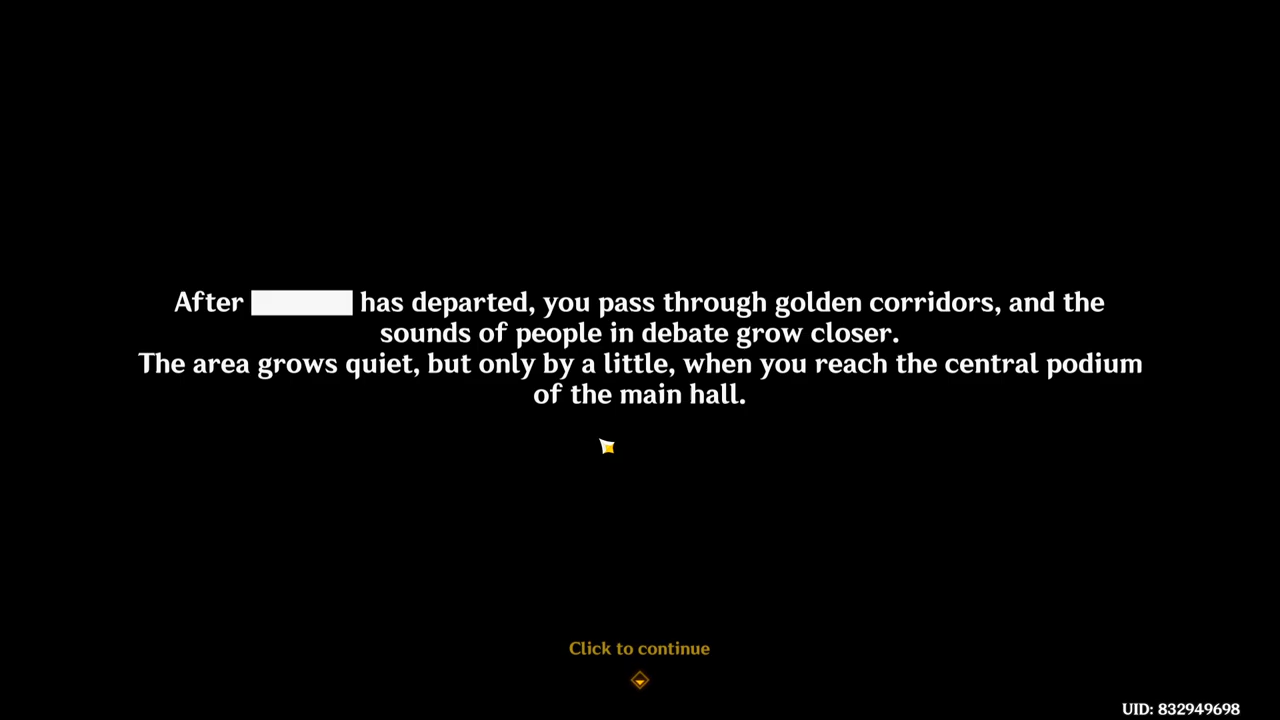 After has departed, you pass through golden corridors, and the
sounds of people in debate grow closer.
The area grows quiet, but only by a little, when you reach the central podium
of the main hall.
Click to continue
UID: 832949698